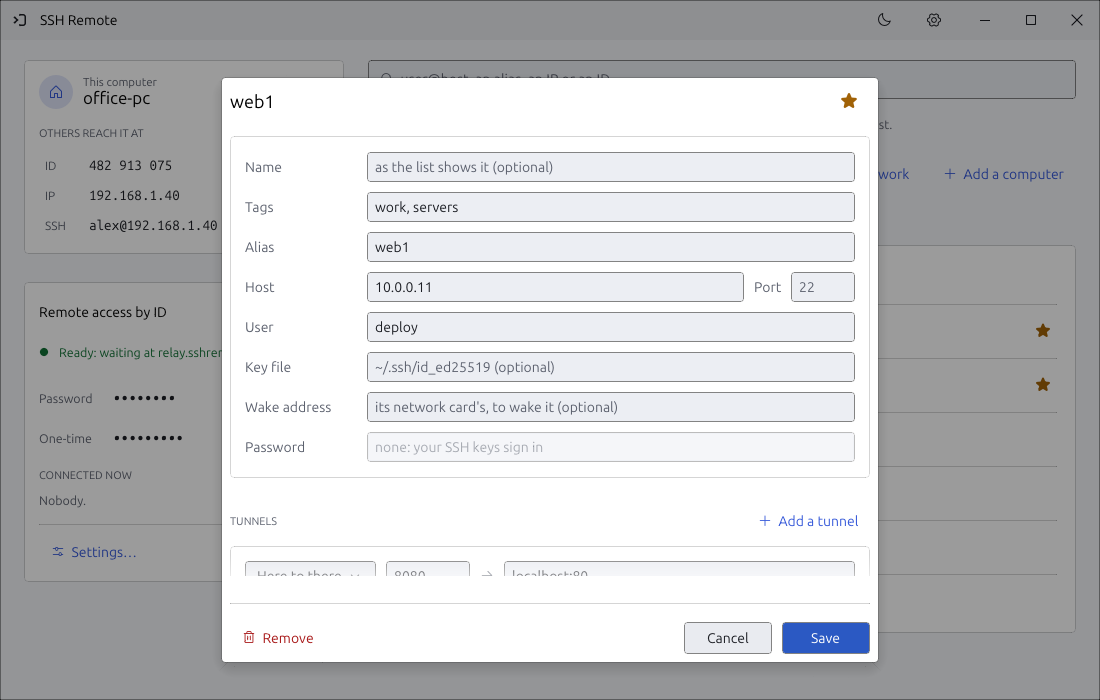 SSH Remote
This computer
office-pc
OTHERS REACH IT AT
ID 482 913 075
IP 192.168.1.40
SSH alex@192.168.1.40
st.
work + Add a computer
Remote access by ID
Ready: waiting at relay.sshrem
Password ••••••••
One-time •••••••••
CONNECTED NOW
Nobody.
Settings…
web1
Name as the list shows it (optional)
Tags work, servers
Alias web1
Host 10.0.0.11 Port 22
User deploy
Key file ~/.ssh/id_ed25519 (optional)
Wake address its network card's, to wake it (optional)
Password none: your SSH keys sign in
TUNNELS + Add a tunnel
Here to there 8080 → localhost:80
Remove Cancel Save